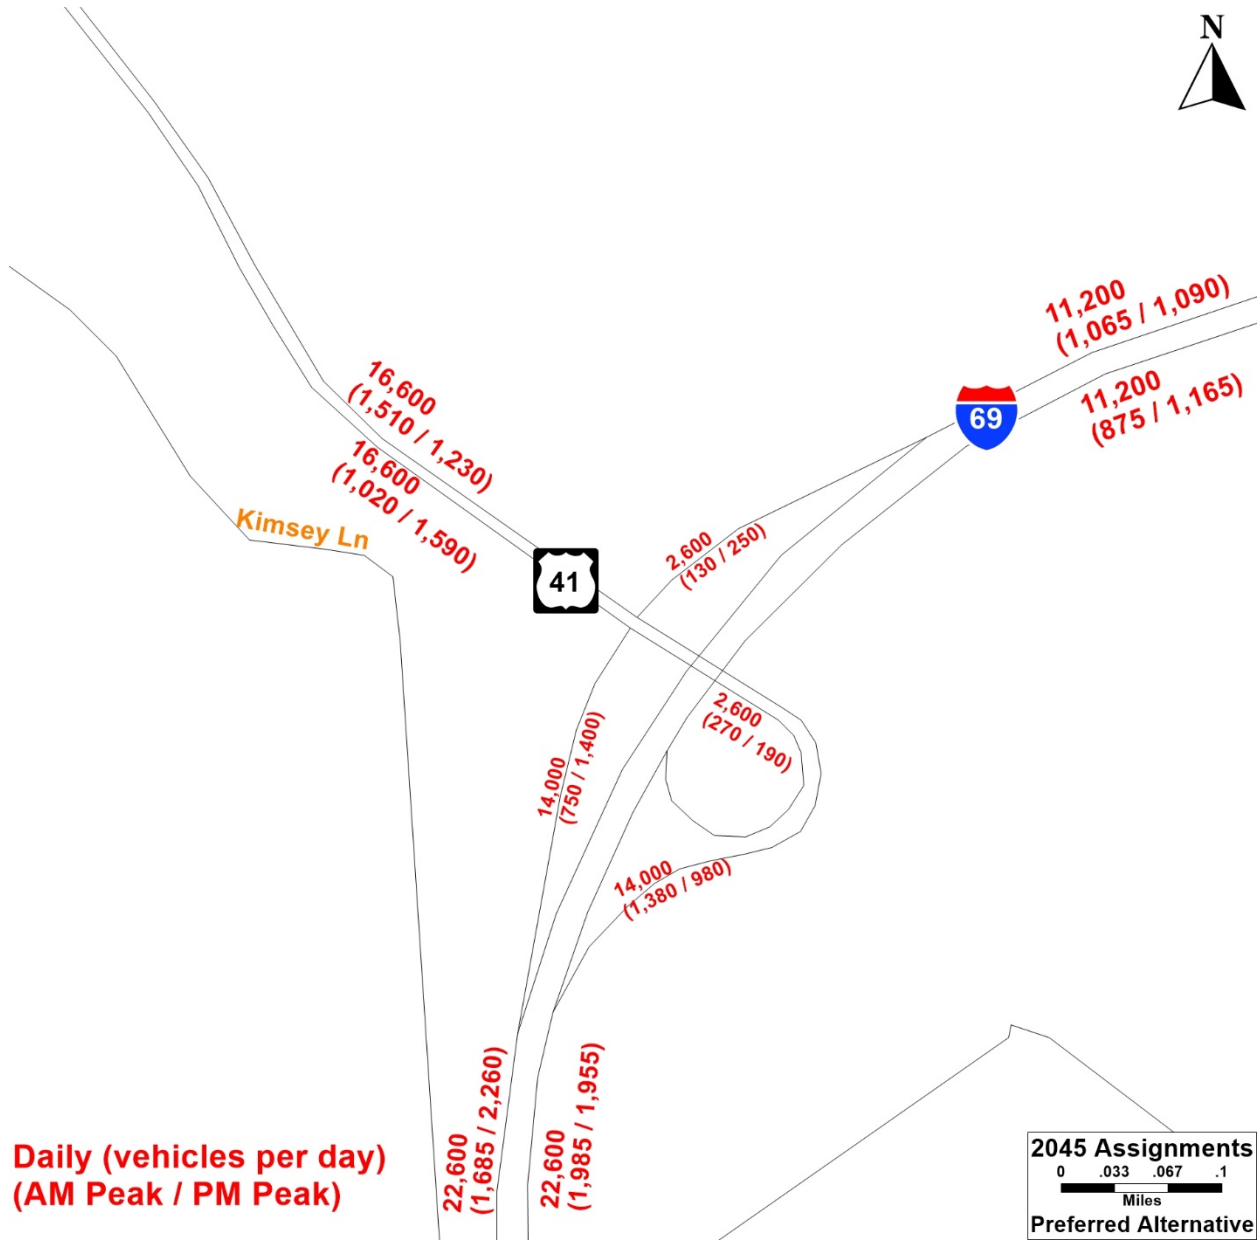 N
11,200
(1,065 / 1,090)
11,200
(875 / 1,165)
69
16,600
(1,510 / 1,230)
16,600
(1,020 / 1,590)
Kimsey Ln
41
2,600
(130 / 250)
2,600
(270 / 190)
14,000
(750 / 1,400)
14,000
(1,380 / 980)
22,600
(1,685 / 2,260)
22,600
(1,985 / 1,955)
Daily (vehicles per day)
(AM Peak / PM Peak)
2045 Assignments
0 .033 .067 .1
Miles
Preferred Alternative